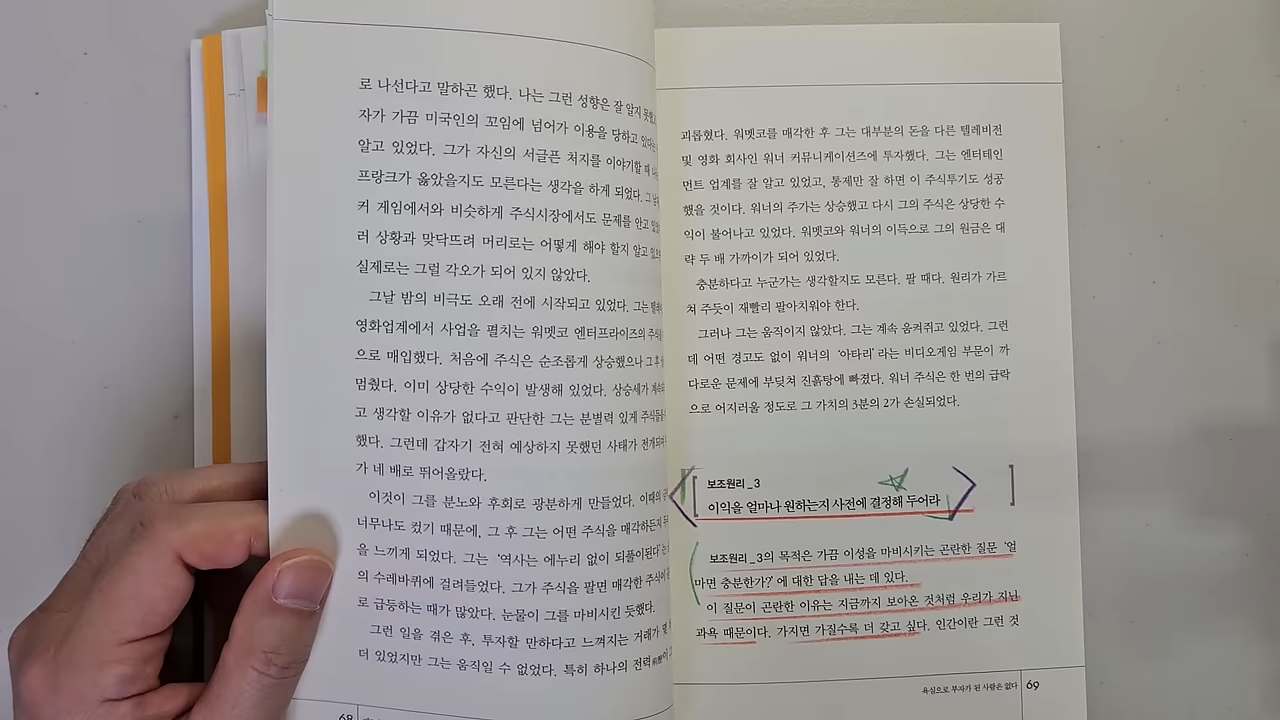 로 나선다고 말하곤 했다. 나는 그런 성향은 잘 알지 못했고
자가 가끔 미국인의 꼬임에 넘어가 이용을 당하고 있다는
알고 있었다. 그가 자신의 서글픈 처지를 이야기할 때
프랑크가 옳았을지도 모른다는 생각을 하게 되었다. 그
커 게임에서와 비슷하게 주식시장에서도 문제를 안고
러 상황과 맞닥뜨려 머리로는 어떻게 해야 할지 알고
실제로는 그럴 각오가 되어 있지 않았다.
그날 밤의 비극도 오래 전에 시작되고 있었다. 그는
영화업계에서 사업을 펼치는 워멧코 엔터프라이즈의
으로 매입했다. 처음에 주식은 순조롭게 상승했으나 그 후
멈췄다. 이미 상당한 수익이 발생해 있었다. 상승세가
고 생각할 이유가 없다고 판단한 그는 분별력 있게
했다. 그런데 갑자기 전혀 예상하지 못했던 사태가
가 네 배로 뛰어올랐다.
이것이 그를 분노와 후회로 광분하게 만들었다. 이때의
너무나도 컸기 때문에, 그 후 그는 어떤 주식을 매각하든지
을 느끼게 되었다. 그는 ‘역사는 에누리 없이 되풀이된다’는
의 수레바퀴에 걸려들었다. 그가 주식을 팔면 매각한 주식이
로 급등하는 때가 많았다. 눈물이 그를 마비시킨 듯했다.
그런 일을 겪은 후, 투자할 만하다고 느껴지는 거래가 몇
더 있었지만 그는 움직일 수 없었다. 특히 하나의 전력
68
괴롭혔다. 워멧코를 매각한 후 그는 대부분의 돈을 다른 텔레비전
및 영화 회사인 워너 커뮤니케이션즈에 투자했다. 그는 엔터테인
먼트 업계를 잘 알고 있었고, 통제만 잘 하면 이 주식투기도 성공
했을 것이다. 워너의 주가는 상승했고 다시 그의 주식은 상당한 수
익이 불어나고 있었다. 워멧코와 워너의 이득으로 그의 원금은 대
략 두 배 가까이가 되어 있었다.
충분하다고 누군가는 생각할지도 모른다. 팔 때다. 원리가 가르
쳐 주듯이 재빨리 팔아치워야 한다.
그러나 그는 움직이지 않았다. 그는 계속 움켜쥐고 있었다. 그런
데 어떤 경고도 없이 워너의 ‘아타리’라는 비디오게임 부문이 까
다로운 문제에 부딪쳐 진흙탕에 빠졌다. 워너 주식은 한 번의 급락
으로 어지러울 정도로 그 가치의 3분의 2가 손실되었다.
보조원리_3
이익을 얼마나 원하는지 사전에 결정해 두어라
보조원리_3의 목적은 가끔 이성을 마비시키는 곤란한 질문 ‘얼
마면 충분한가?’에 대한 답을 내는 데 있다.
이 질문이 곤란한 이유는 지금까지 보아온 것처럼 우리가 지닌
과욕 때문이다. 가지면 가질수록 더 갖고 싶다. 인간이란 그런 것
욕심으로 부자가 된 사람은 없다 69